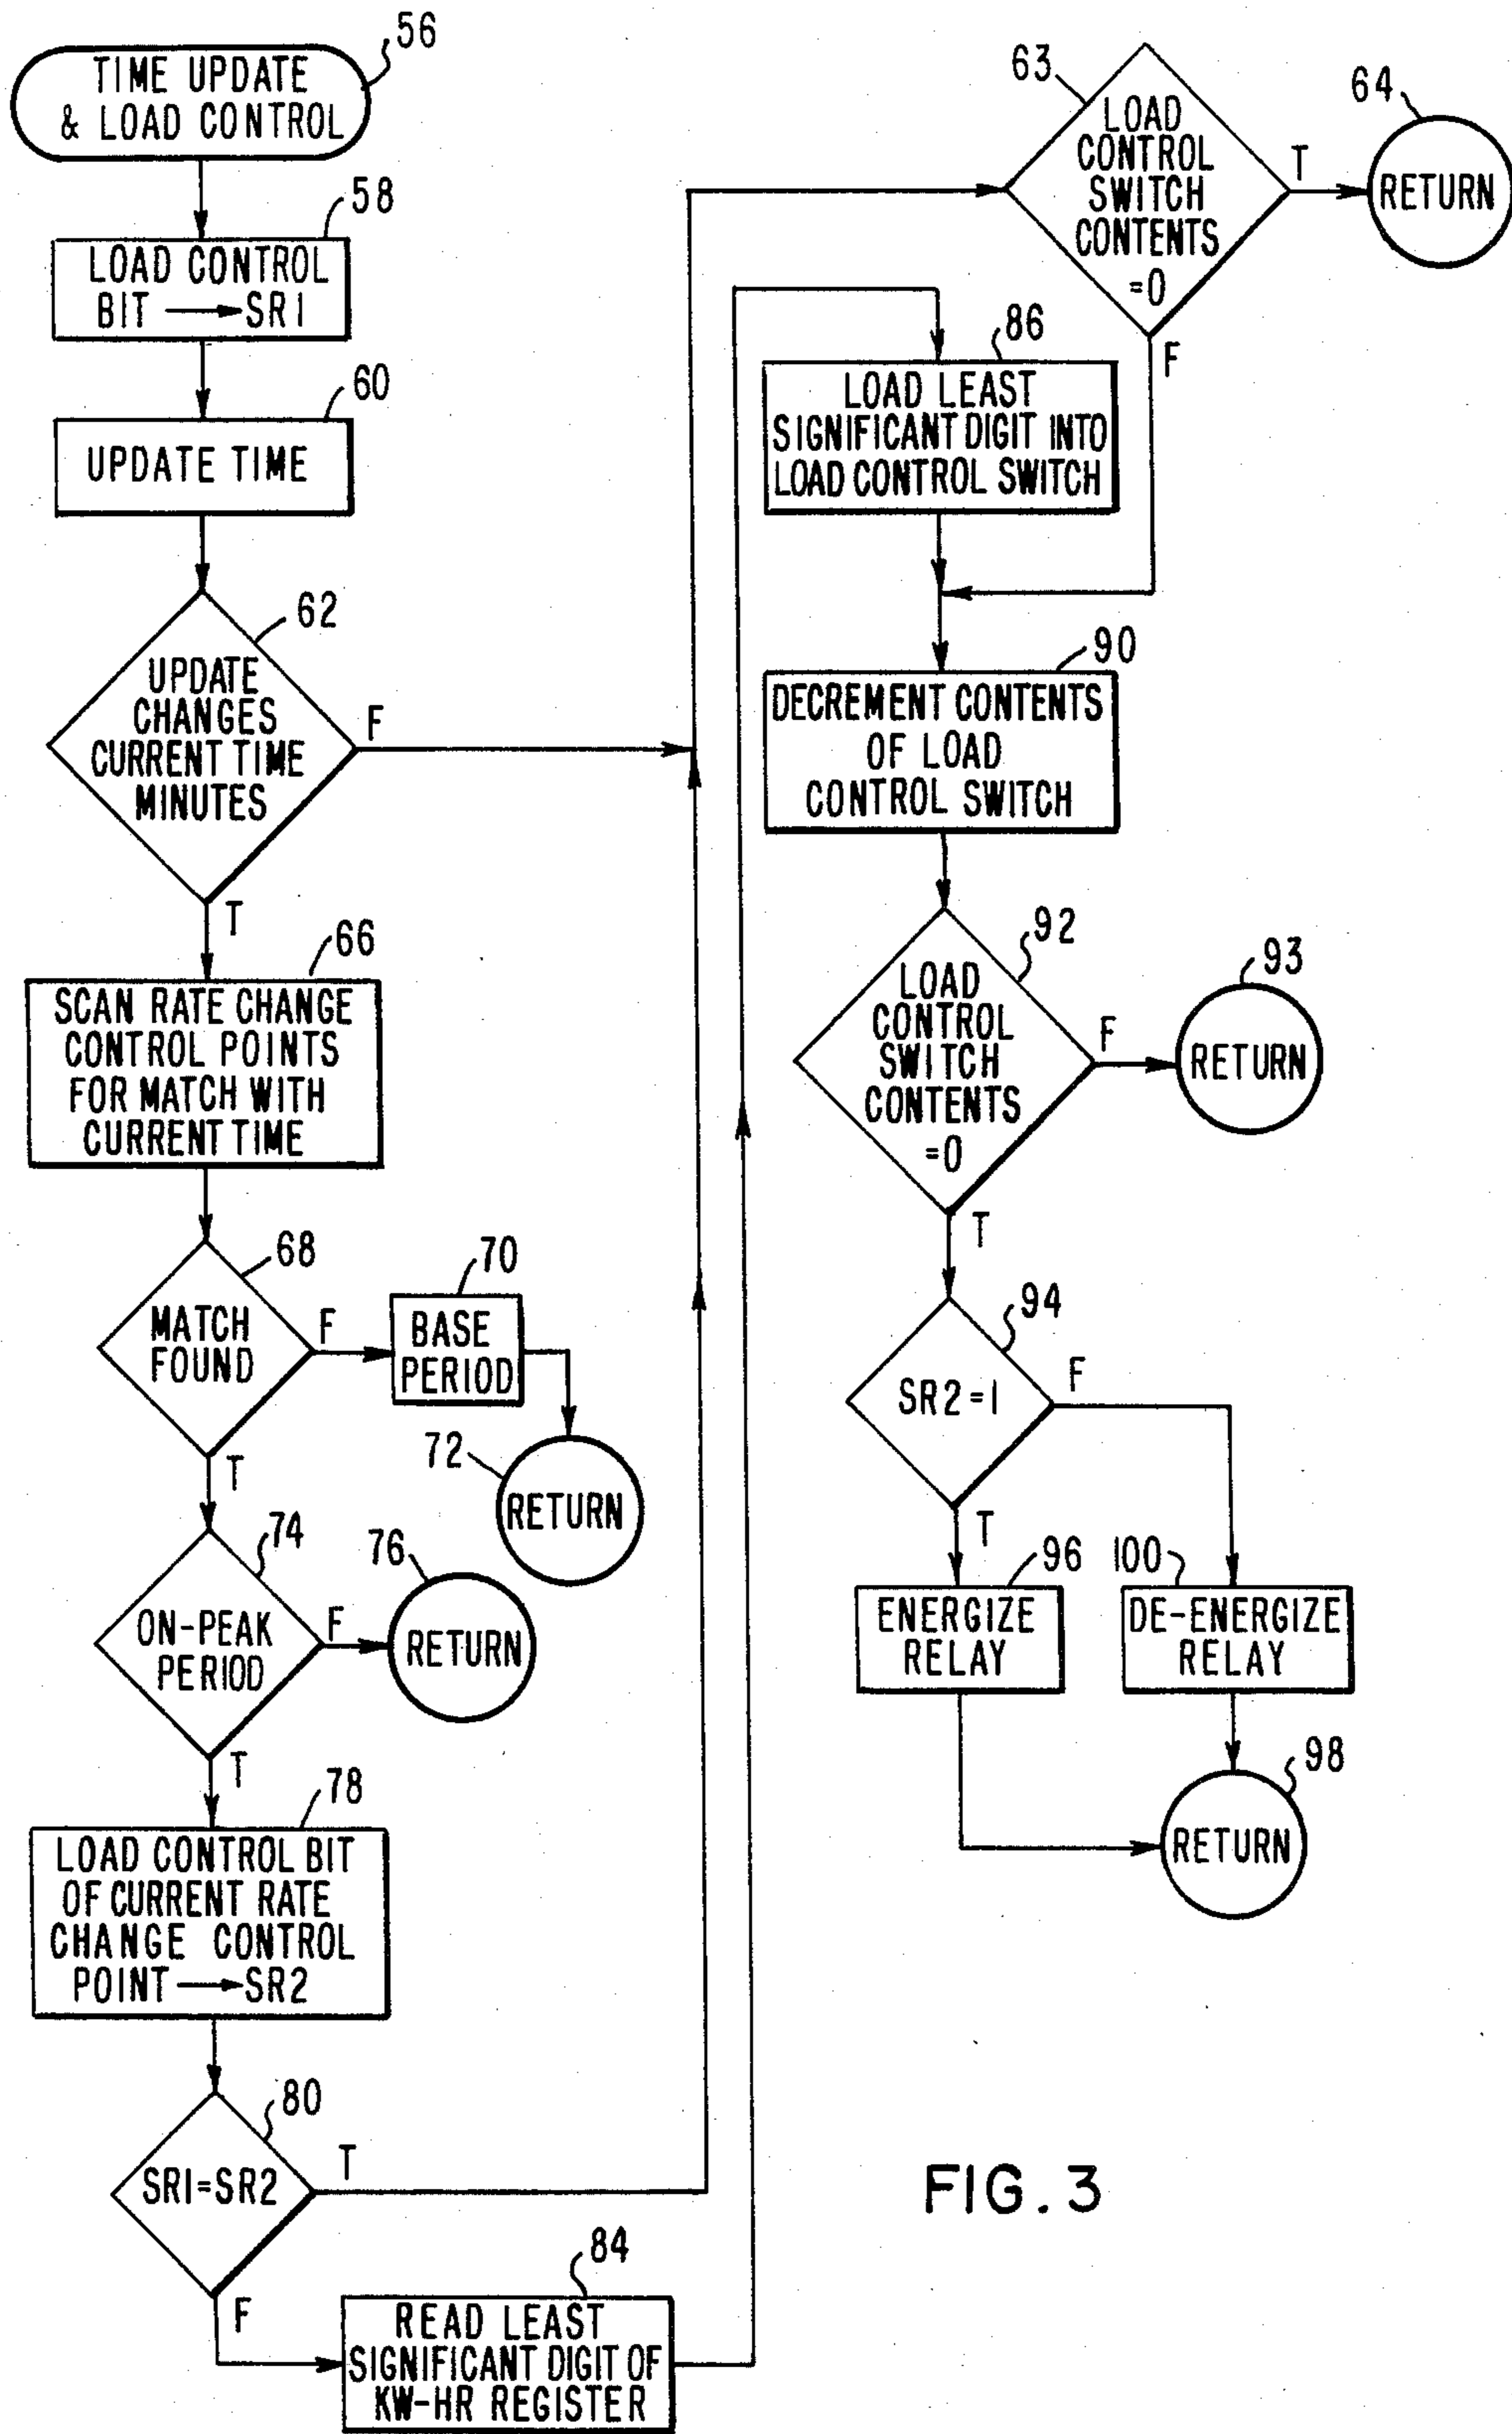 56
TIME UPDATE
& LOAD CONTROL
58
LOAD CONTROL
BIT → SR1
60
UPDATE TIME
62
UPDATE
CHANGES
CURRENT TIME
MINUTES
F
T
66
SCAN RATE CHANGE
CONTROL POINTS
FOR MATCH WITH
CURRENT TIME
68
MATCH
FOUND
F
T
70
BASE
PERIOD
72
RETURN
74
ON-PEAK
PERIOD
F
T
76
RETURN
78
LOAD CONTROL BIT
OF CURRENT RATE
CHANGE CONTROL
POINT → SR2
80
SR1=SR2
T
F
84
READ LEAST
SIGNIFICANT DIGIT OF
KW-HR REGISTER
63
LOAD
CONTROL
SWITCH
CONTENTS
=0
T
F
64
RETURN
86
LOAD LEAST
SIGNIFICANT DIGIT INTO
LOAD CONTROL SWITCH
90
DECREMENT CONTENTS
OF LOAD
CONTROL SWITCH
92
LOAD
CONTROL
SWITCH
CONTENTS
=0
F
T
93
RETURN
94
SR2=1
F
T
96
ENERGIZE
RELAY
100
DE-ENERGIZE
RELAY
98
RETURN
FIG. 3